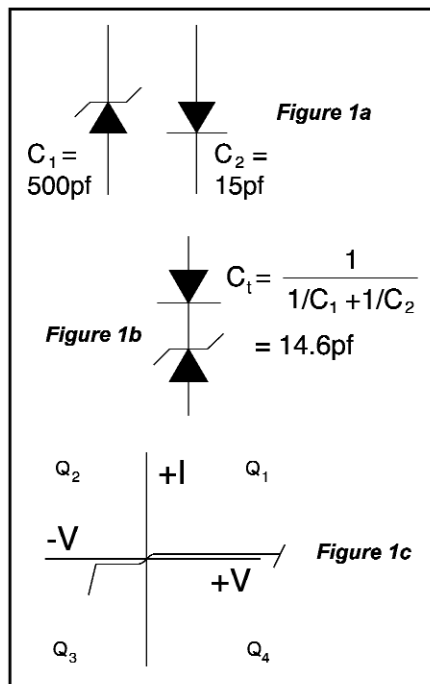 Figure 1a
C1 = 500pf
C2 = 15pf
Ct = 1 / 1/C1 +1/C2
= 14.6pf
Figure 1b
Q2
+I
Q1
-V
Figure 1c
+V
Q3
Q4